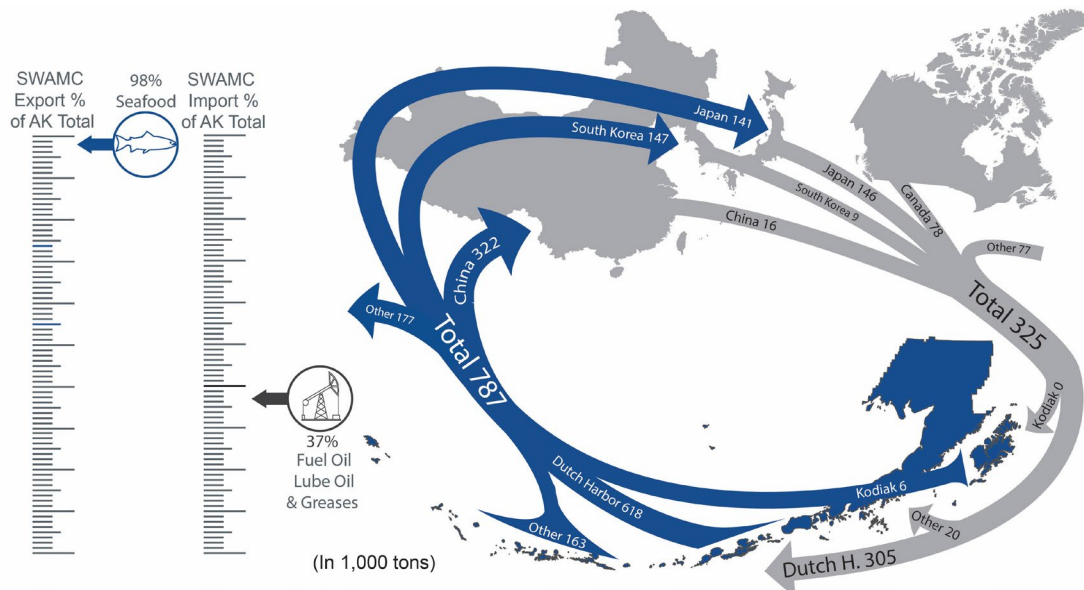 SWAMC
Export %
of AK Total
98%
Seafood
SWAMC
Import %
of AK Total
37%
Fuel Oil
Lube Oil
& Greases
(In 1,000 tons)
Japan 141
South Korea 147
China 322
Other 177
Total 787
Dutch Harbor 618
Other 163
Kodiak 6
Japan 146
South Korea 9
China 16
Canada 78
Other 77
Total 325
Kodiak 0
Other 20
Dutch H. 305